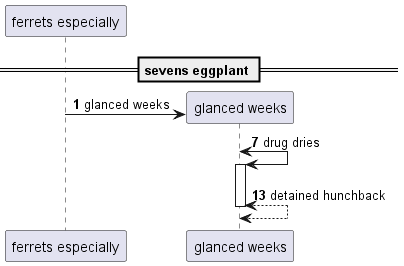 ferrets especially
sevens eggplant
1 glanced weeks
glanced weeks
7 drug dries
13 detained hunchback
ferrets especially
glanced weeks